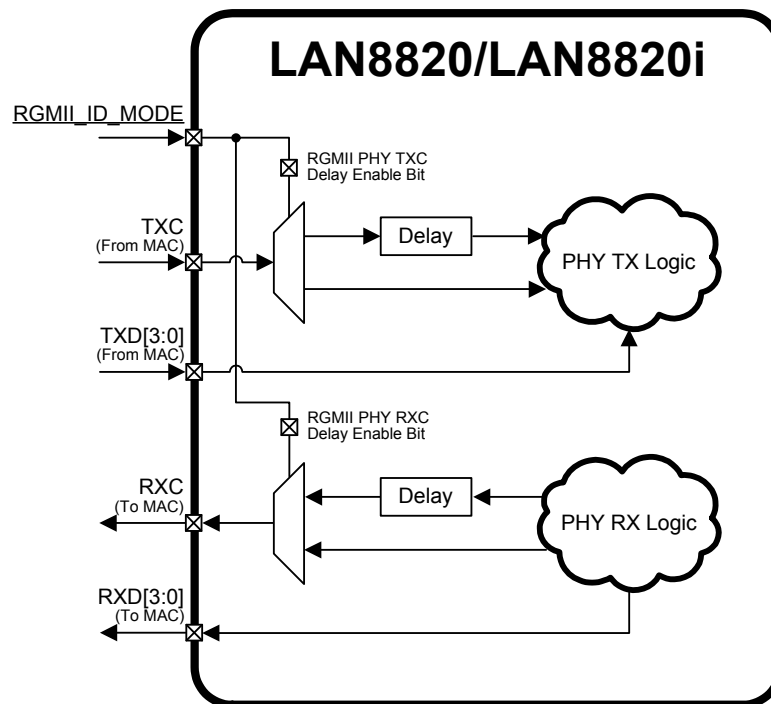 LAN8820/LAN8820i
RGMII_ID_MODE
RGMII PHY TXC
Delay Enable Bit
TXC
(From MAC)
Delay
PHY TX Logic
TXD[3:0]
(From MAC)
RGMII PHY RXC
Delay Enable Bit
RXC
(To MAC)
Delay
PHY RX Logic
RXD[3:0]
(To MAC)